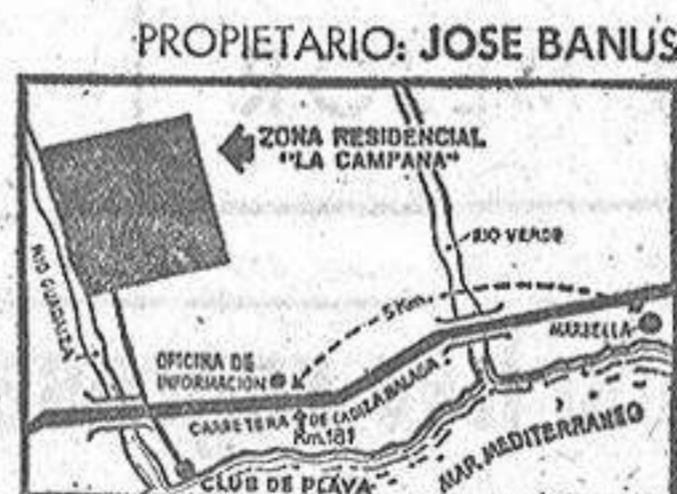 PROPIETARIO: JOSE BANUS
ZONA RESIDENCIAL
"LA CAMPANA"
RIO VERDE
RIO GUADAIZA
5 Km.
MARBELLA
OFICINA DE
INFORMACION
CARRETERA DE CADIZ A MALAGA
Km. 181
MAR MEDITERRANEO
CLUB DE PLAYA